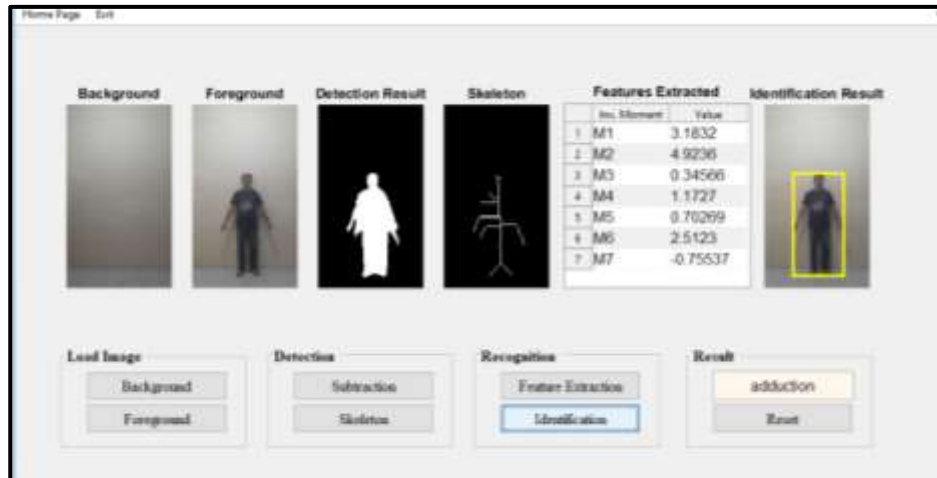 Home Page Exit
Background Foreground Detection Result Skeleton Features Extracted Identification Result
Inv. Moment Value
1 M1 3.1832
2 M2 4.9236
3 M3 0.34566
4 M4 1.1727
5 M5 0.70269
6 M6 2.5123
7 M7 -0.75537
Load Image Detection Recognition Result
Background Subtraction Feature Extraction adduction
Foreground Skeleton Identification Reset